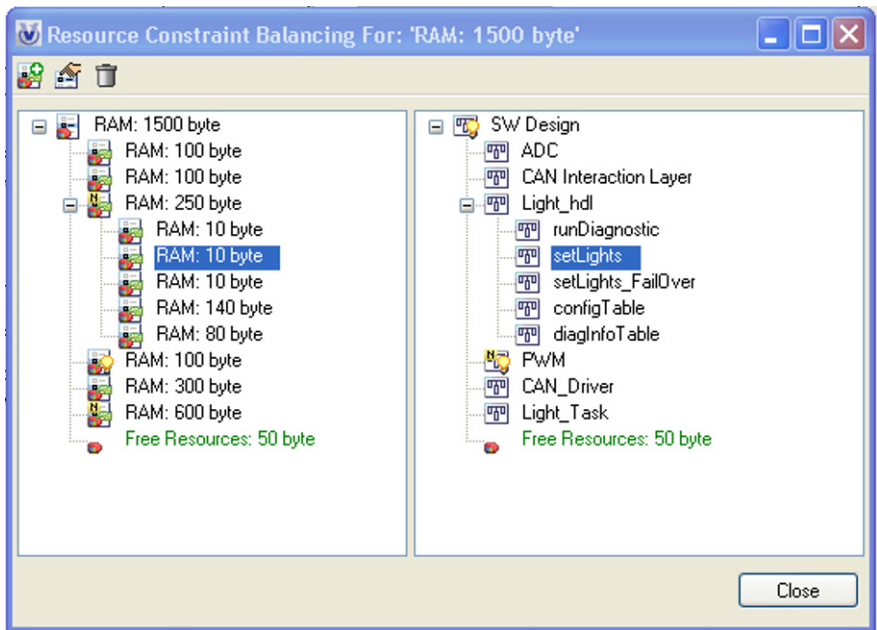 Resource Constraint Balancing For: 'RAM: 1500 byte'
RAM: 1500 byte
RAM: 100 byte
RAM: 100 byte
RAM: 250 byte
RAM: 10 byte
RAM: 10 byte
RAM: 10 byte
RAM: 140 byte
RAM: 80 byte
RAM: 100 byte
RAM: 300 byte
RAM: 600 byte
Free Resources: 50 byte
SW Design
ADC
CAN Interaction Layer
Light_hdl
runDiagnostic
setLights
setLights_FailOver
configTable
diagInfoTable
PWM
CAN_Driver
Light_Task
Free Resources: 50 byte
Close